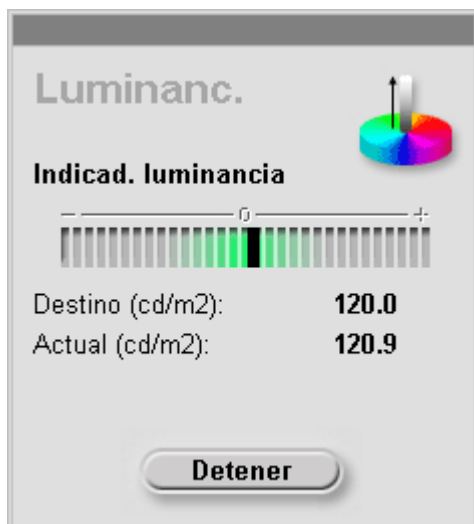 Luminanc.
Indicad. luminancia
- 0 +
Destino (cd/m2): 120.0
Actual (cd/m2): 120.9
Detener